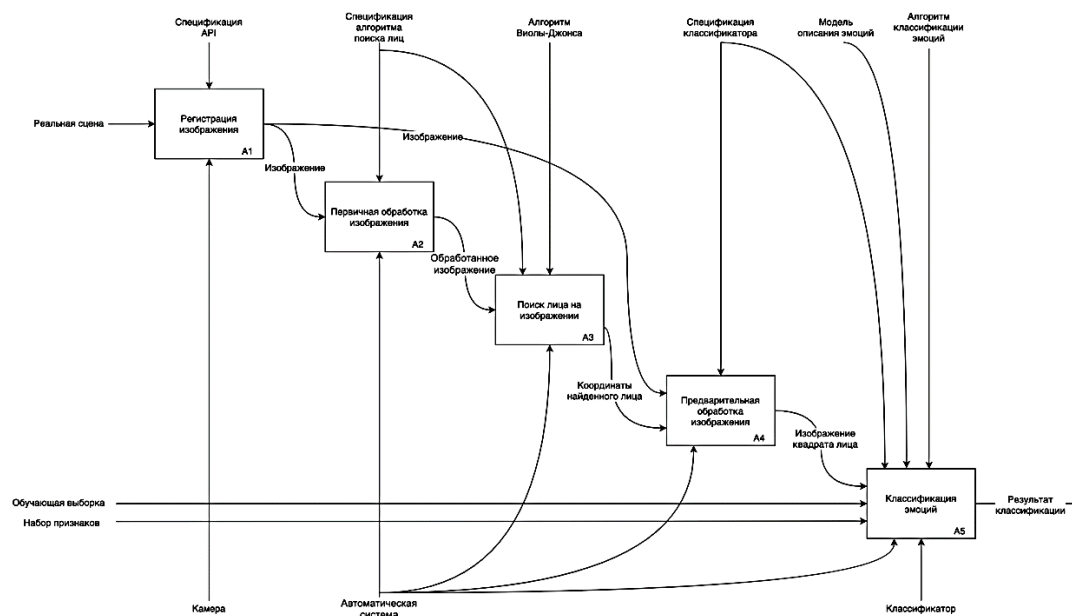 Спецификация
API
Спецификация
алгоритма
поиска лиц
Алгоритм
Виолы-Джонса
Спецификация
классификатора
Модель
описания эмоций
Алгоритм
классификации
эмоций
Реальная сцена
Регистрация
изображения
A1
Изображение
Изображение
Первичная обработка
изображения
A2
Обработанное
изображение
Поиск лица на
изображении
A3
Координаты
найденного лица
Предварительная
обработка
изображения
A4
Изображение
квадрата лица
Обучающая выборка
Набор признаков
Классификация
эмоций
A5
Результат
классификации
Камера
Автоматическая
система
Классификатор